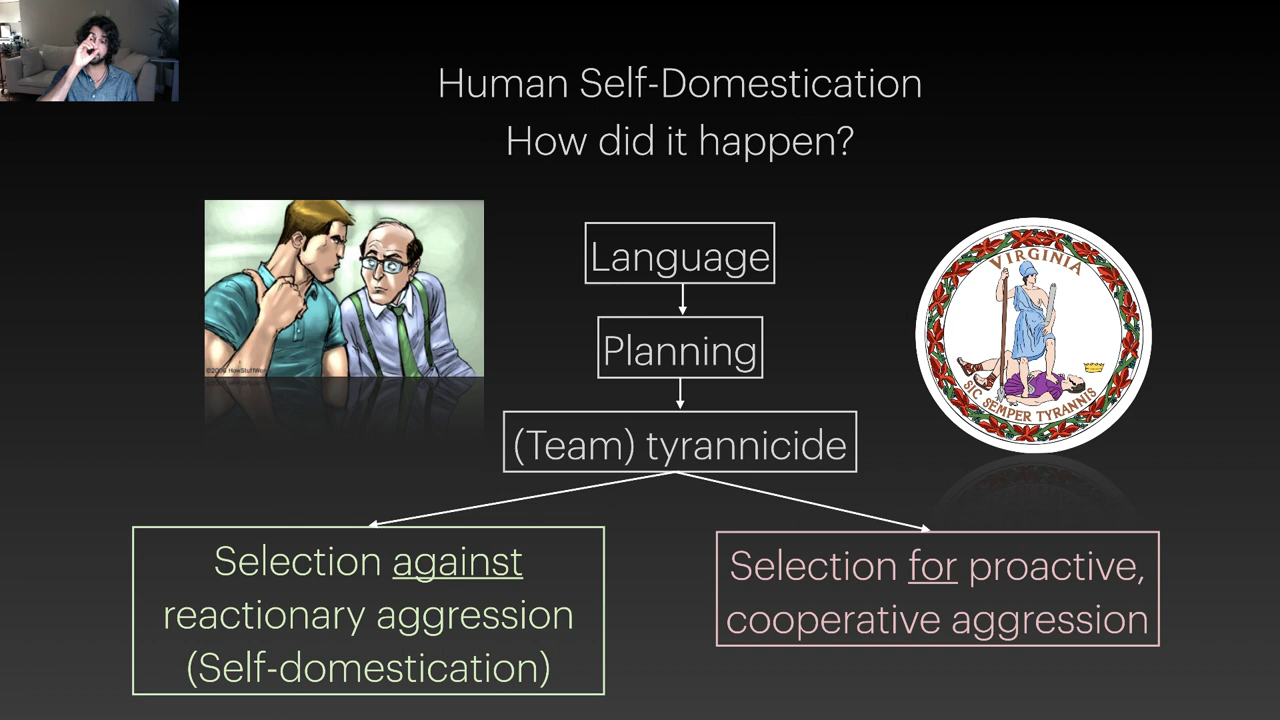 Human Self-Domestication
How did it happen?
Language
Planning
(Team) tyrannicide
Selection against
reactionary aggression
(Self-domestication)
Selection for proactive,
cooperative aggression
VIRGINIA
SIC SEMPER TYRANNIS